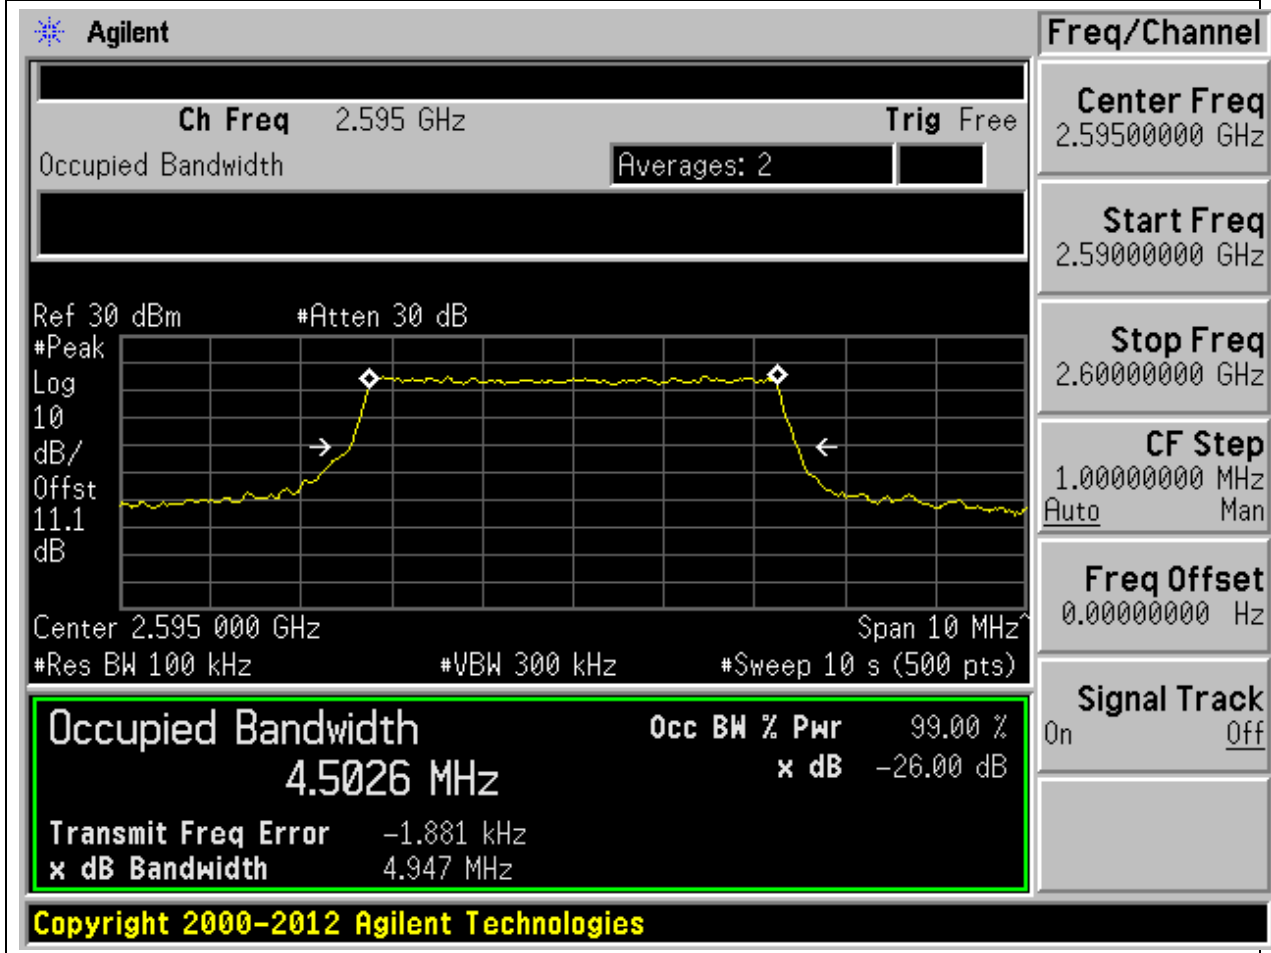 Agilent
Freq/Channel
Ch Freq 2.595 GHz Trig Free
Occupied Bandwidth Averages: 2
Center Freq
2.59500000 GHz
Start Freq
2.59000000 GHz
Stop Freq
2.60000000 GHz
CF Step
1.00000000 MHz
Auto Man
Freq Offset
0.00000000 Hz
Signal Track
On Off
Ref 30 dBm #Atten 30 dB
#Peak
Log
10
dB/
Offst
11.1
dB
Center 2.595 000 GHz Span 10 MHz^
#Res BW 100 kHz #VBW 300 kHz #Sweep 10 s (500 pts)
Occupied Bandwidth Occ BW % Pwr 99.00 %
4.5026 MHz x dB -26.00 dB
Transmit Freq Error -1.881 kHz
x dB Bandwidth 4.947 MHz
Copyright 2000-2012 Agilent Technologies